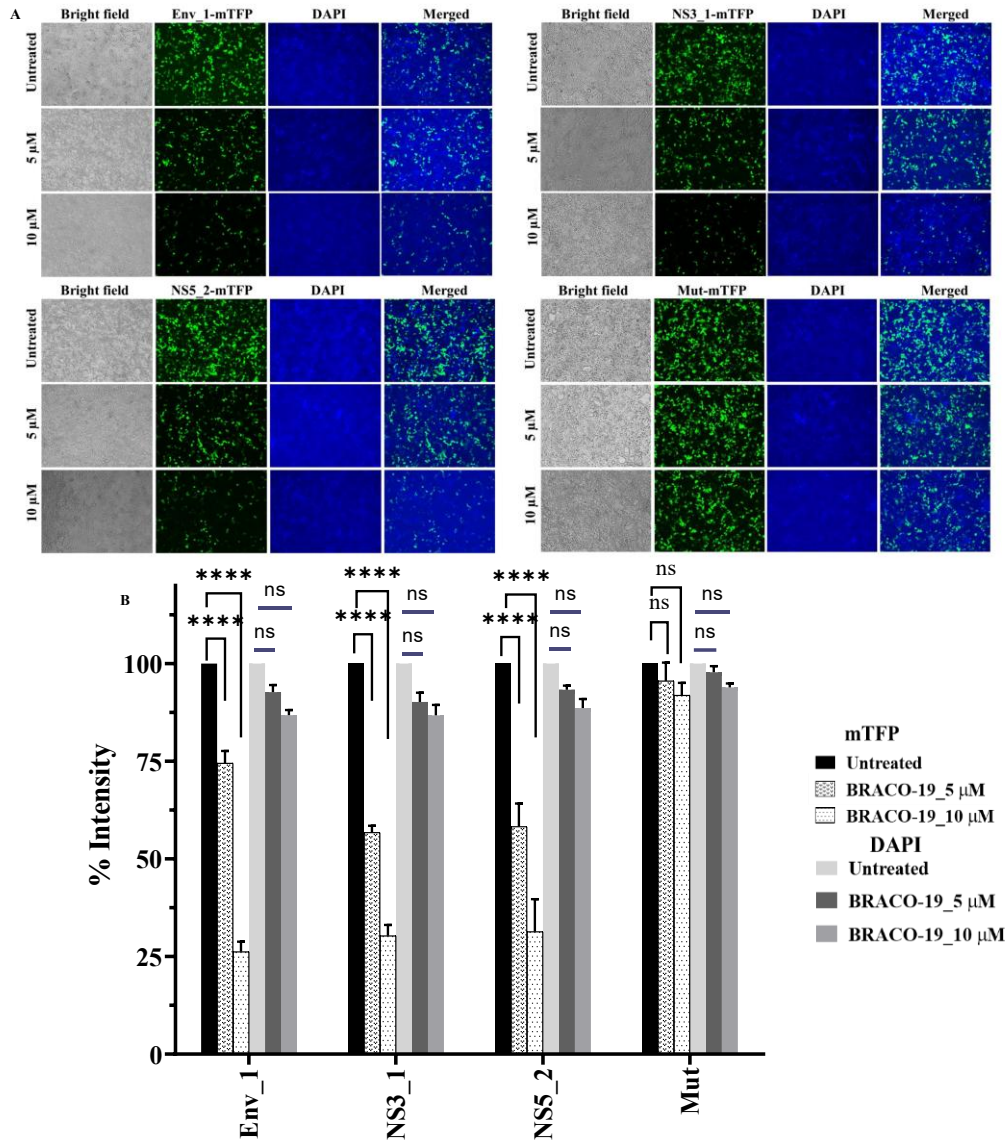 A
Bright field Env_1-mTFP DAPI Merged
Untreated
5 μM
10 μM
Bright field NS3_1-mTFP DAPI Merged
Untreated
5 μM
10 μM
Bright field NS5_2-mTFP DAPI Merged
Untreated
5 μM
10 μM
Bright field Mut-mTFP DAPI Merged
Untreated
5 μM
10 μM
B
% Intensity
100
75
50
25
0
**** ns
**** ns
**** ns
**** ns
**** ns
**** ns
ns ns
ns ns
Env_1
NS3_1
NS5_2
Mut
mTFP
Untreated
BRACO-19_5 μM
BRACO-19_10 μM
DAPI
Untreated
BRACO-19_5 μM
BRACO-19_10 μM